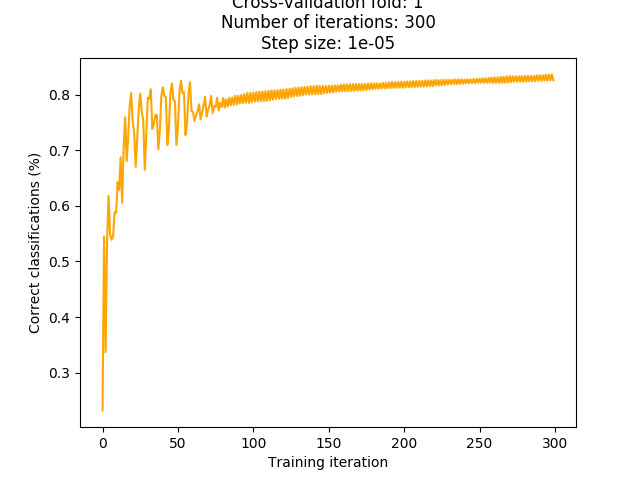 Cross-validation fold: 1
Number of iterations: 300
Step size: 1e-05
Correct classifications (%)
0.8
0.7
0.6
0.5
0.4
0.3
0 50 100 150 200 250 300
Training iteration